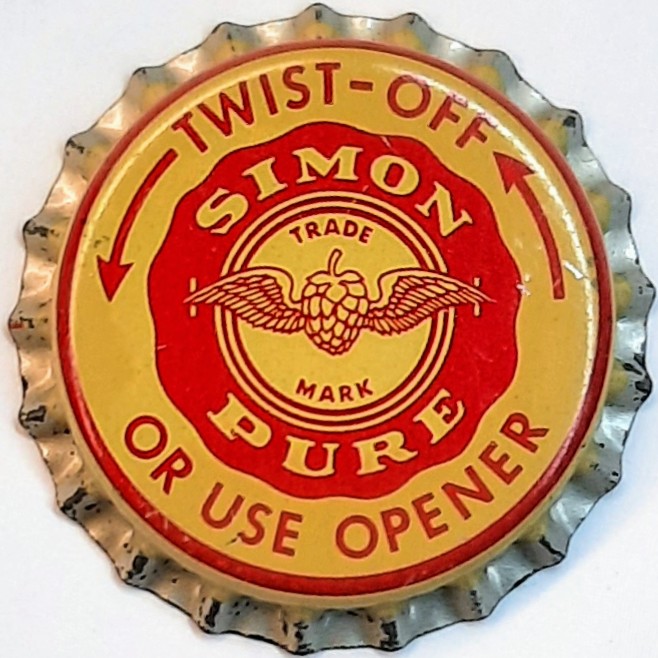 TWIST-OFF
SIMON
TRADE
MARK
PURE
OR USE OPENER